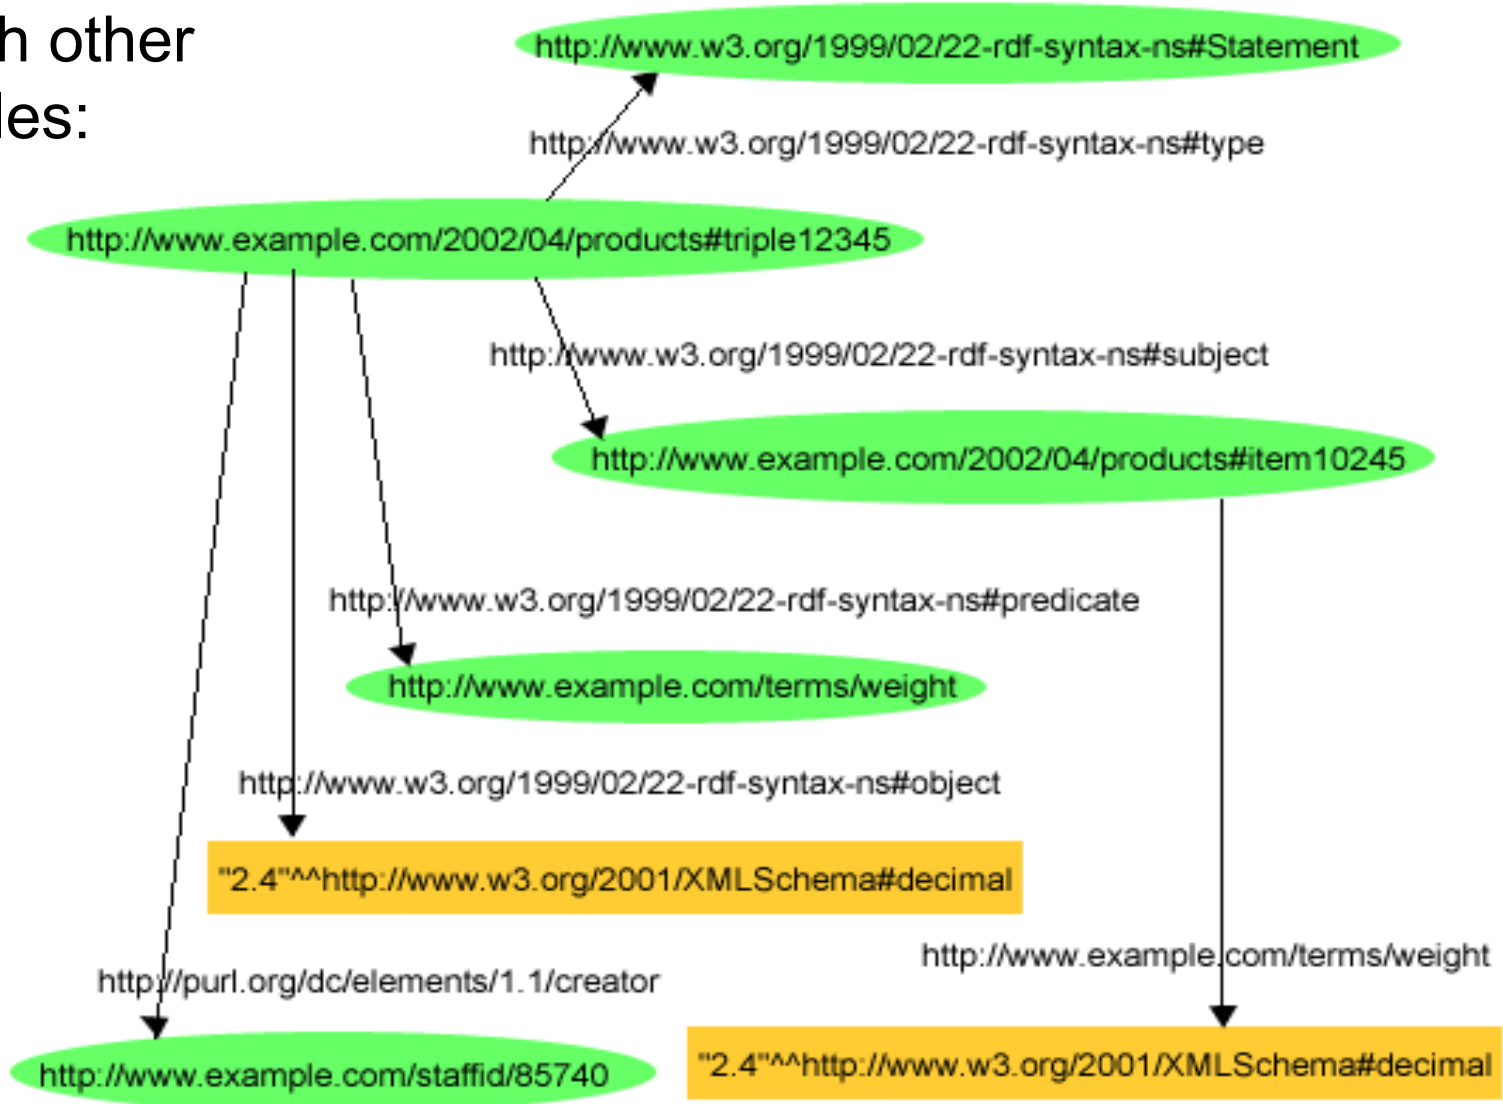 h other
les:
http://www.w3.org/1999/02/22-rdf-syntax-ns#Statement
http://www.w3.org/1999/02/22-rdf-syntax-ns#type
http://www.example.com/2002/04/products#triple12345
http://www.w3.org/1999/02/22-rdf-syntax-ns#subject
http://www.example.com/2002/04/products#item10245
http://www.w3.org/1999/02/22-rdf-syntax-ns#predicate
http://www.example.com/terms/weight
http://www.w3.org/1999/02/22-rdf-syntax-ns#object
"2.4"^^http://www.w3.org/2001/XMLSchema#decimal
http://www.example.com/terms/weight
http://purl.org/dc/elements/1.1/creator
"2.4"^^http://www.w3.org/2001/XMLSchema#decimal
http://www.example.com/staffid/85740